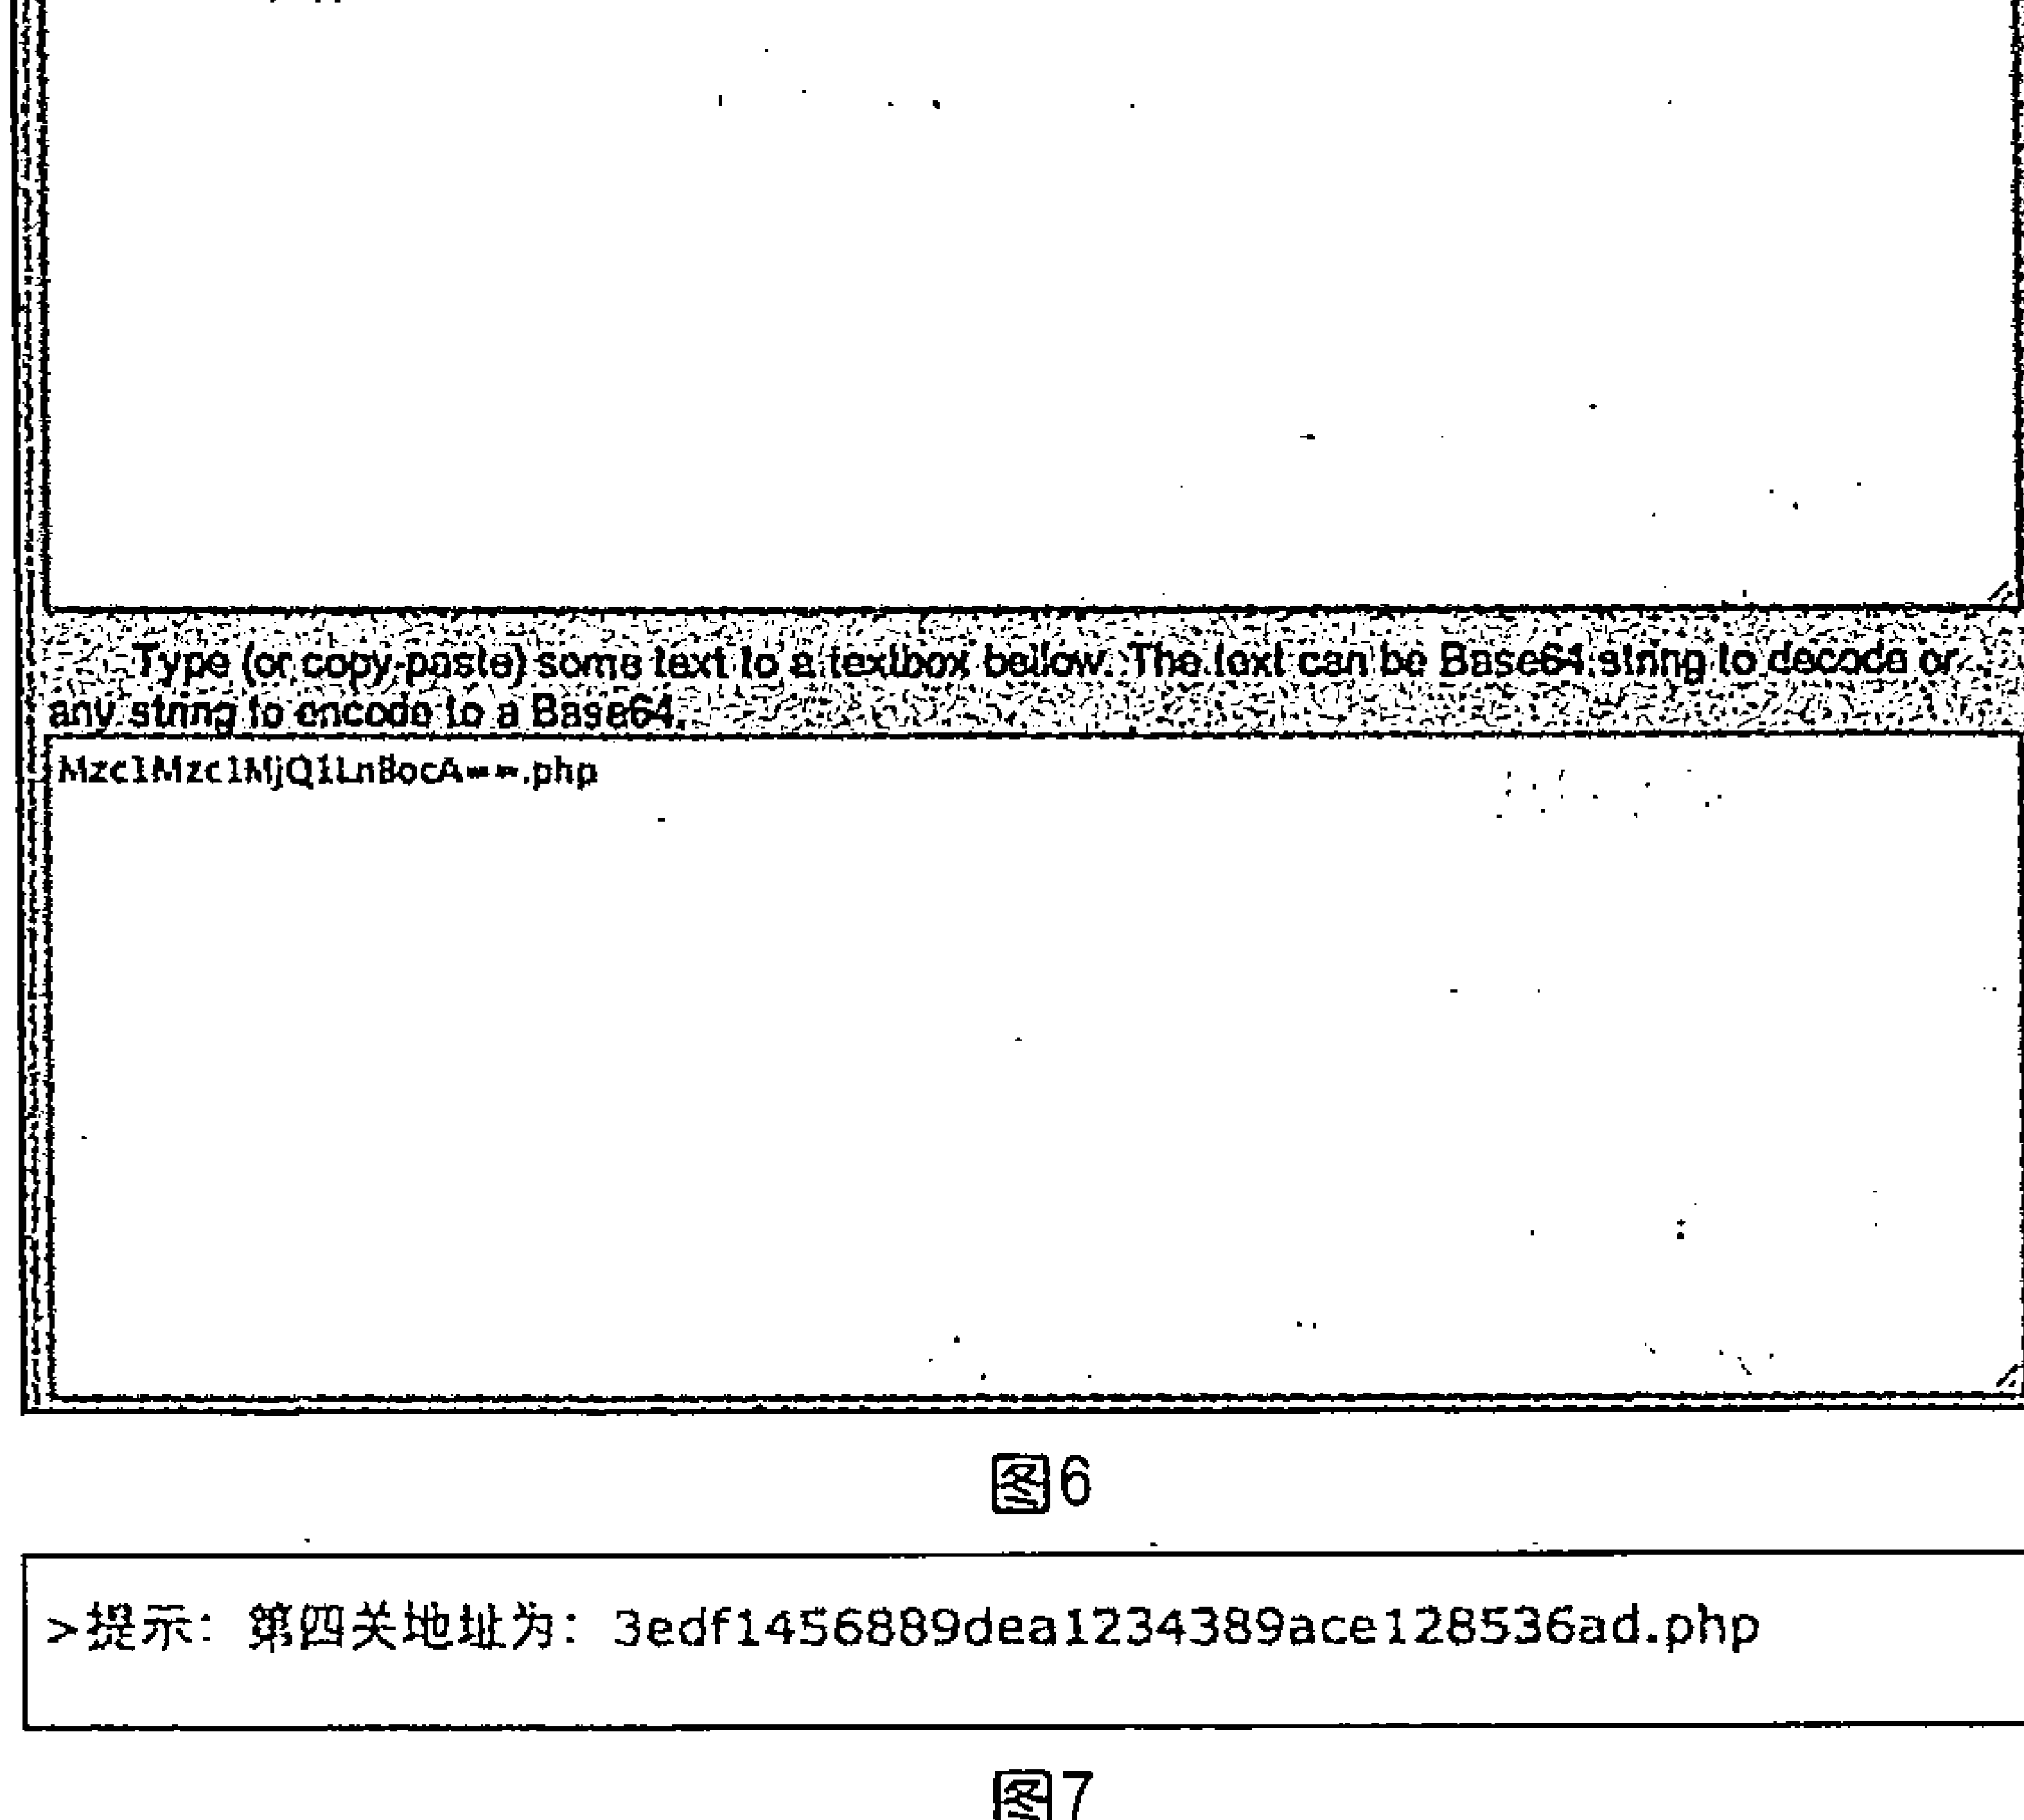 Type (or copy-paste) some text to a textbox bellow. The text can be Base64 string to decode or
any string to encode to a Base64.
Mzc1Mzc1MjQ1LnBocA==.php
图6
>提示: 第四关地址为: 3edf1456889dea1234389ace128536ad.php
图7